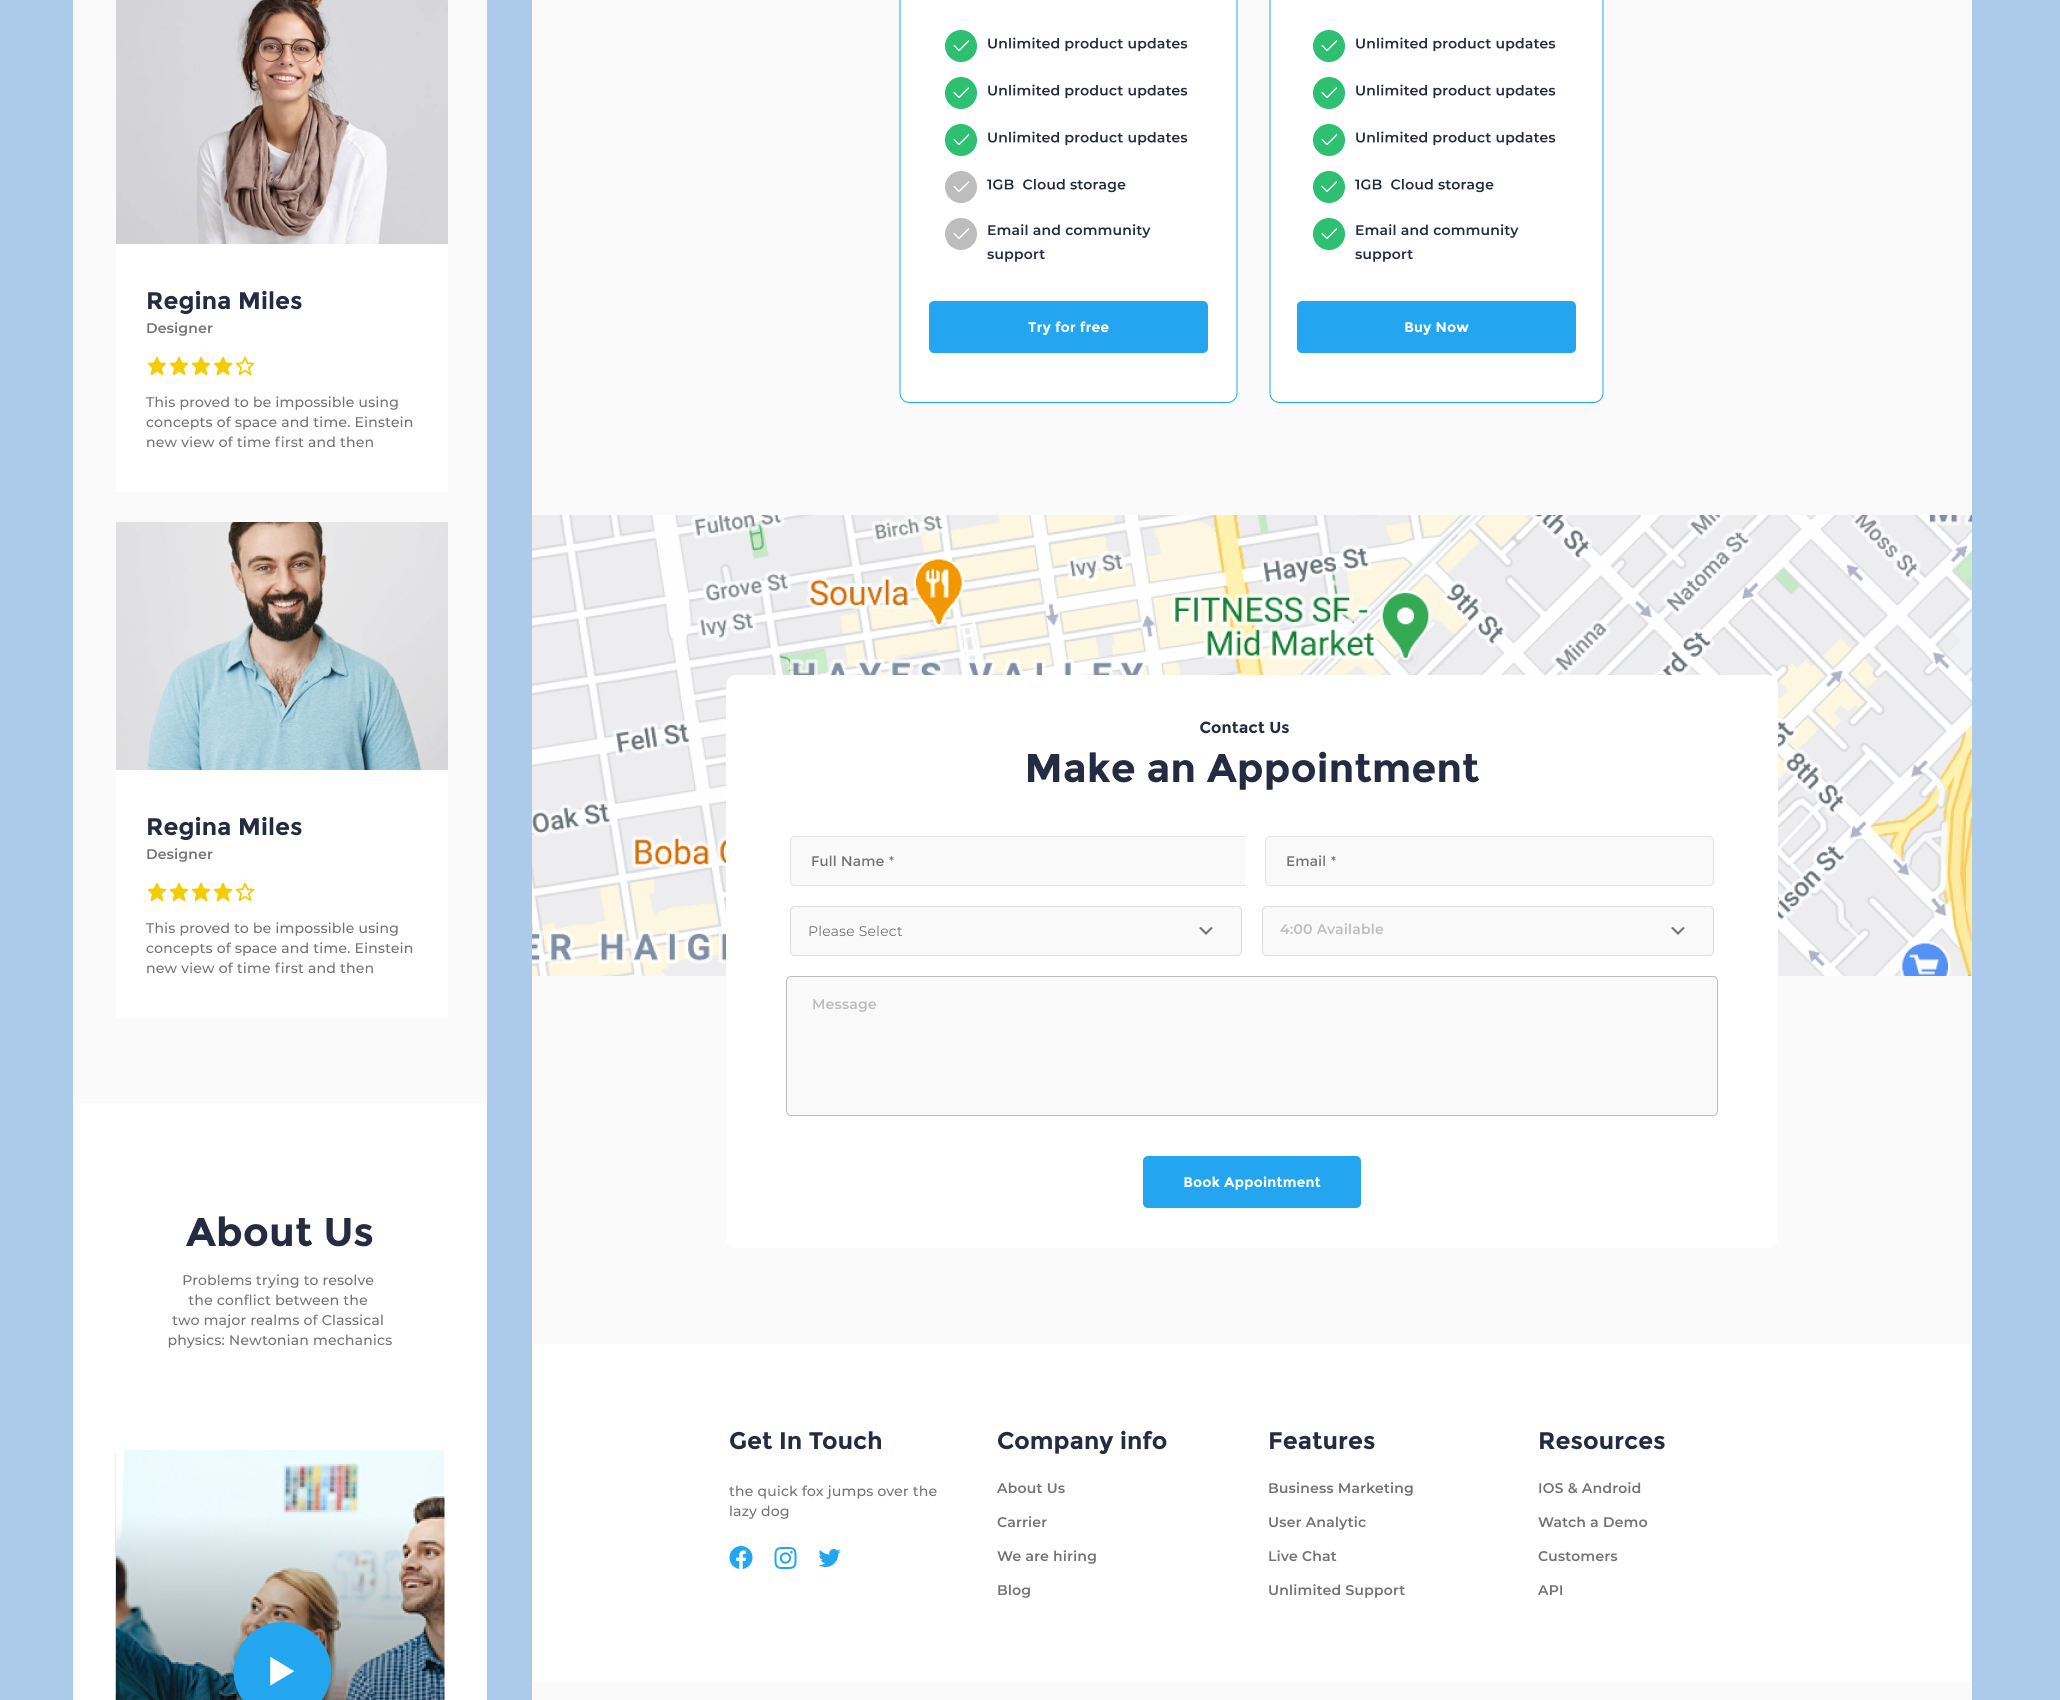 Regina Miles
Designer
This proved to be impossible using
concepts of space and time. Einstein
new view of time first and then
Regina Miles
Designer
This proved to be impossible using
concepts of space and time. Einstein
new view of time first and then
About Us
Problems trying to resolve
the conflict between the
two major realms of Classical
physics: Newtonian mechanics
Unlimited product updates
Unlimited product updates
Unlimited product updates
1GB  Cloud storage
Email and community
support
Try for free
Unlimited product updates
Unlimited product updates
Unlimited product updates
1GB  Cloud storage
Email and community
support
Buy Now
Fulton St
Birch St
Ivy St
Grove St
Souvla
Ivy St
HAYES VALLEY
Hayes St
FITNESS SF -
Mid Market
9th St
Natoma St
Moss St
Minna
rd St
Fell St
Oak St
Boba
ER HAIG
8th St
Contact Us
Make an Appointment
Full Name *
Email *
Please Select
4:00 Available
Message
Book Appointment
Get In Touch
the quick fox jumps over the
lazy dog
Company info
About Us
Carrier
We are hiring
Blog
Features
Business Marketing
User Analytic
Live Chat
Unlimited Support
Resources
IOS & Android
Watch a Demo
Customers
API